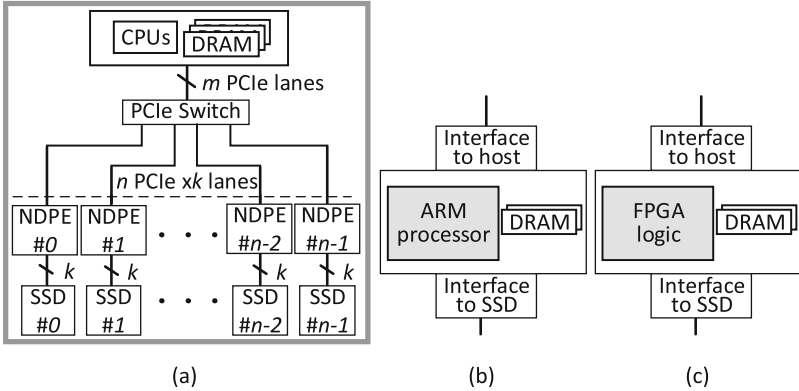 CPUs
DRAM
m PCIe lanes
PCIe Switch
n PCIe xk lanes
NDPE #0
NDPE #1
. . .
NDPE #n-2
NDPE #n-1
k
k
k
k
SSD #0
SSD #1
. . .
SSD #n-2
SSD #n-1
(a)
Interface
to host
ARM
processor
DRAM
Interface
to SSD
(b)
Interface
to host
FPGA
logic
DRAM
Interface
to SSD
(c)